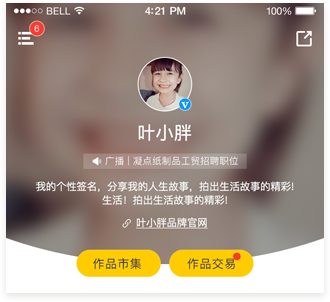 BELL 4:21 PM 100%
6
V
叶小胖
广播 | 凝点纸制品工贸招聘职位
我的个性签名，分享我的人生故事，拍出生活故事的精彩!
生活！拍出生活故事的精彩!
叶小胖品牌官网
作品市集 作品交易